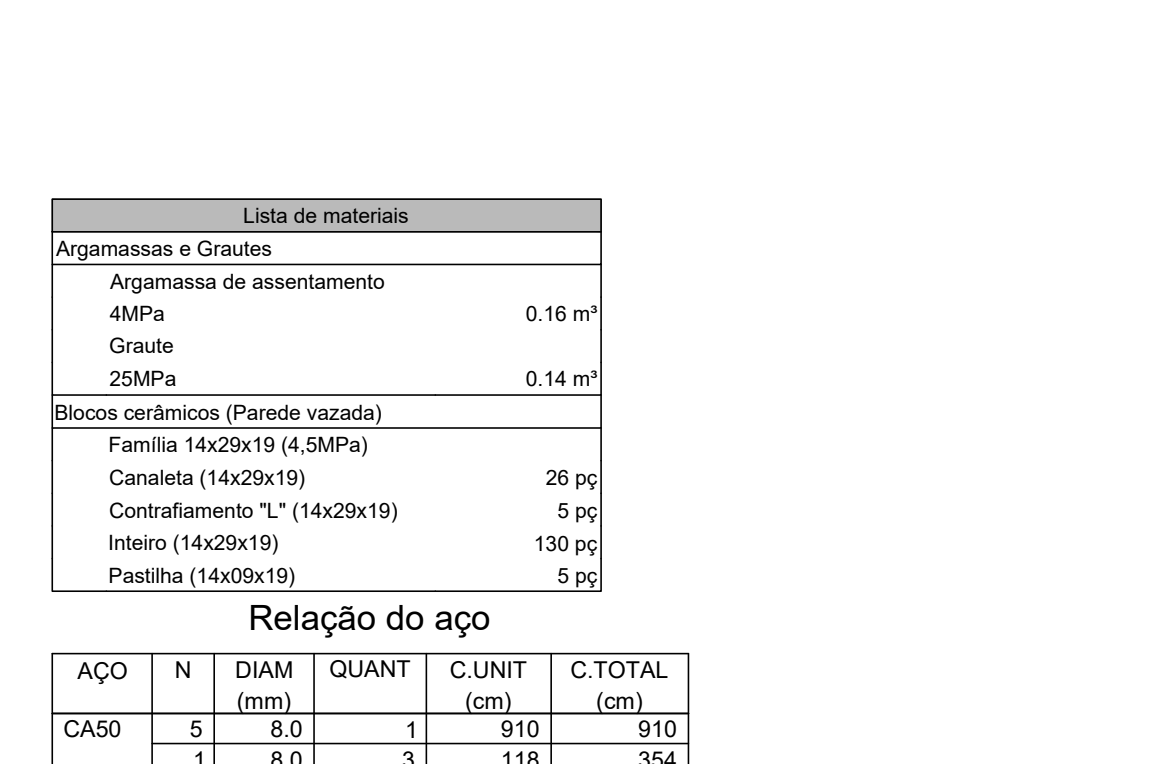 Lista de materiais
Argamassas e Grautes
Argamassa de assentamento
4MPa 0.16 m³
Graute
25MPa 0.14 m³
Blocos cerâmicos (Parede vazada)
Família 14x29x19 (4,5MPa)
Canaleta (14x29x19) 26 pç
Contrafiamento "L" (14x29x19) 5 pç
Inteiro (14x29x19) 130 pç
Pastilha (14x09x19) 5 pç
Relação do aço
AÇO N DIAM QUANT C.UNIT C.TOTAL
(mm) (cm) (cm)
CA50 5 8.0 1 910 910
1 8.0 3 118 354